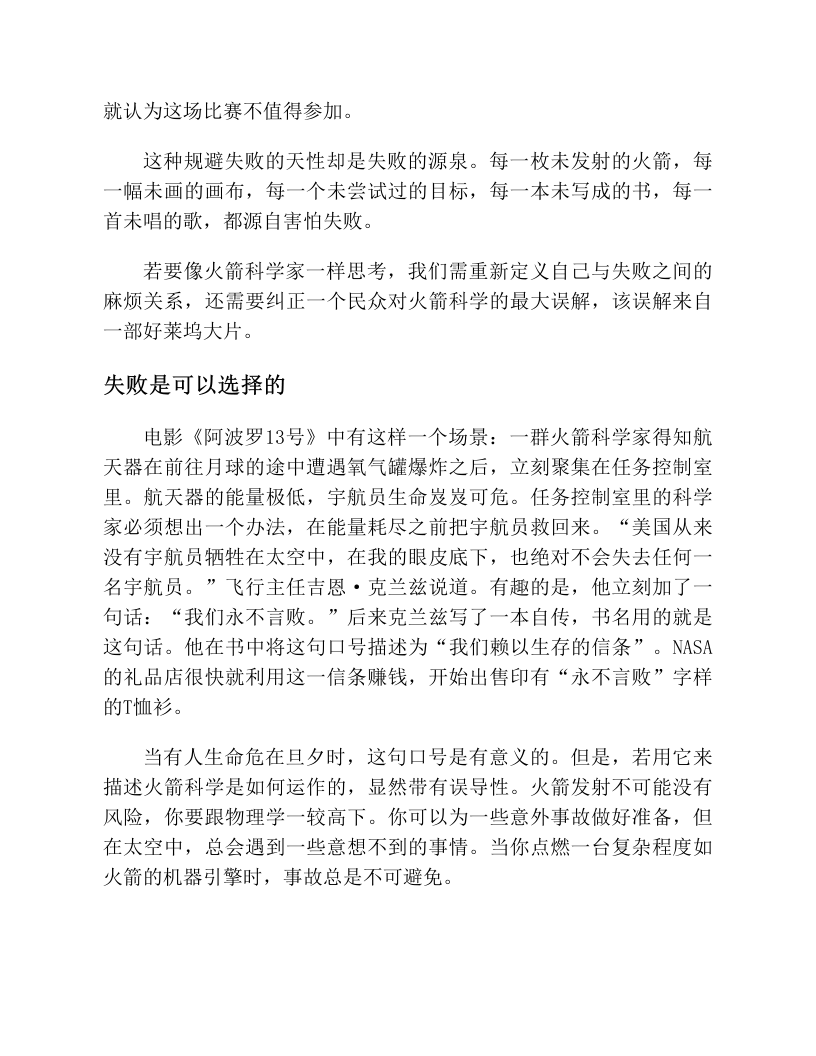 就认为这场比赛不值得参加。
这种规避失败的天性却是失败的源泉。每一枚未发射的火箭，每
一幅未画的画布，每一个未尝试过的目标，每一本未写成的书，每一
首未唱的歌，都源自害怕失败。
若要像火箭科学家一样思考，我们需重新定义自己与失败之间的
麻烦关系，还需要纠正一个民众对火箭科学的最大误解，该误解来自
一部好莱坞大片。
失败是可以选择的
电影《阿波罗13号》中有这样一个场景：一群火箭科学家得知航
天器在前往月球的途中遭遇氧气罐爆炸之后，立刻聚集在任务控制室
里。航天器的能量极低，宇航员生命岌岌可危。任务控制室里的科学
家必须想出一个办法，在能量耗尽之前把宇航员救回来。“美国从来
没有宇航员牺牲在太空中，在我的眼皮底下，也绝对不会失去任何一
名宇航员。”飞行主任吉恩·克兰兹说道。有趣的是，他立刻加了一
句话：“我们永不言败。”后来克兰兹写了一本自传，书名用的就是
这句话。他在书中将这句口号描述为“我们赖以生存的信条”。NASA
的礼品店很快就利用这一信条赚钱，开始出售印有“永不言败”字样
的T恤衫。
当有人生命危在旦夕时，这句口号是有意义的。但是，若用它来
描述火箭科学是如何运作的，显然带有误导性。火箭发射不可能没有
风险，你要跟物理学一较高下。你可以为一些意外事故做好准备，但
在太空中，总会遇到一些意想不到的事情。当你点燃一台复杂程度如
火箭的机器引擎时，事故总是不可避免。